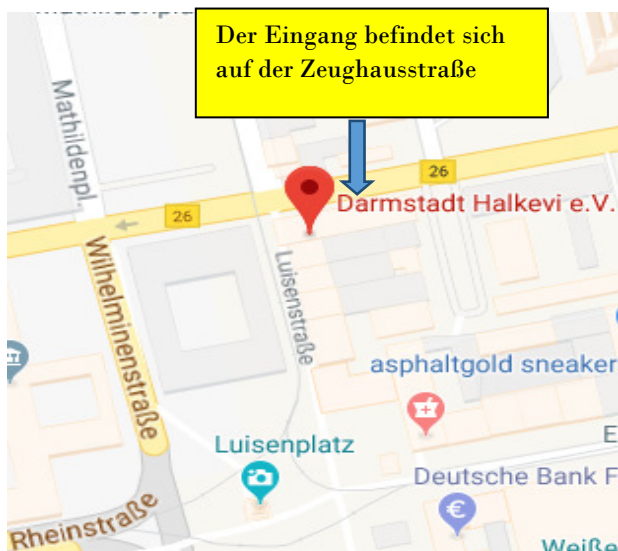 Der Eingang befindet sich
auf der Zeughausstraße
Mathildenpl.
26
26
Darmstadt Halkevi e.V.
Wilhelminenstraße
Luisenstraße
asphaltgold sneaker
Luisenplatz
E
Deutsche Bank F
Rheinstraße
Weiße